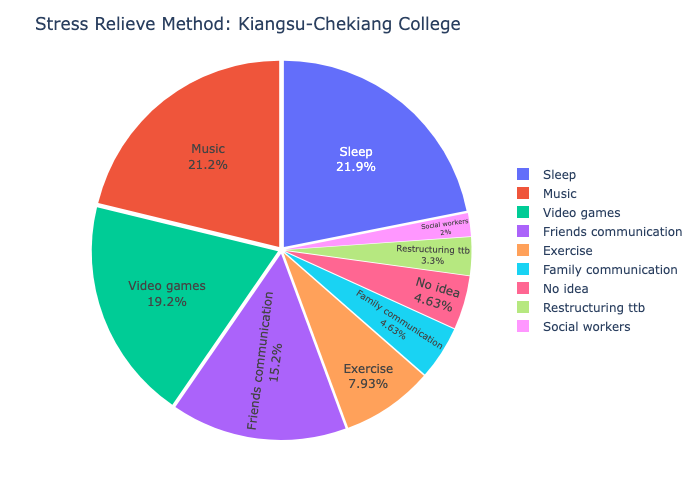 Stress Relieve Method: Kiangsu-Chekiang College
Sleep
21.9%
Music
21.2%
Video games
19.2%
Friends communication
15.2%
Exercise
7.93%
Family communication
4.63%
No idea
4.63%
Restructuring ttb
3.3%
Social workers
2%
Sleep
Music
Video games
Friends communication
Exercise
Family communication
No idea
Restructuring ttb
Social workers